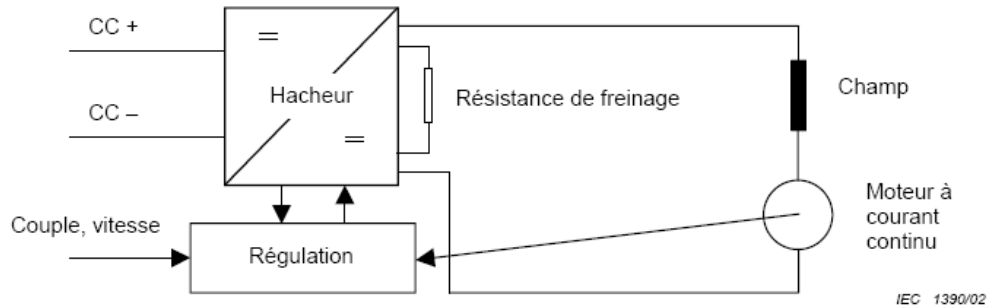 CC +
Hacheur
CC –
Résistance de freinage
Champ
Couple, vitesse
Régulation
Moteur à
courant
continu
IEC 1390/02